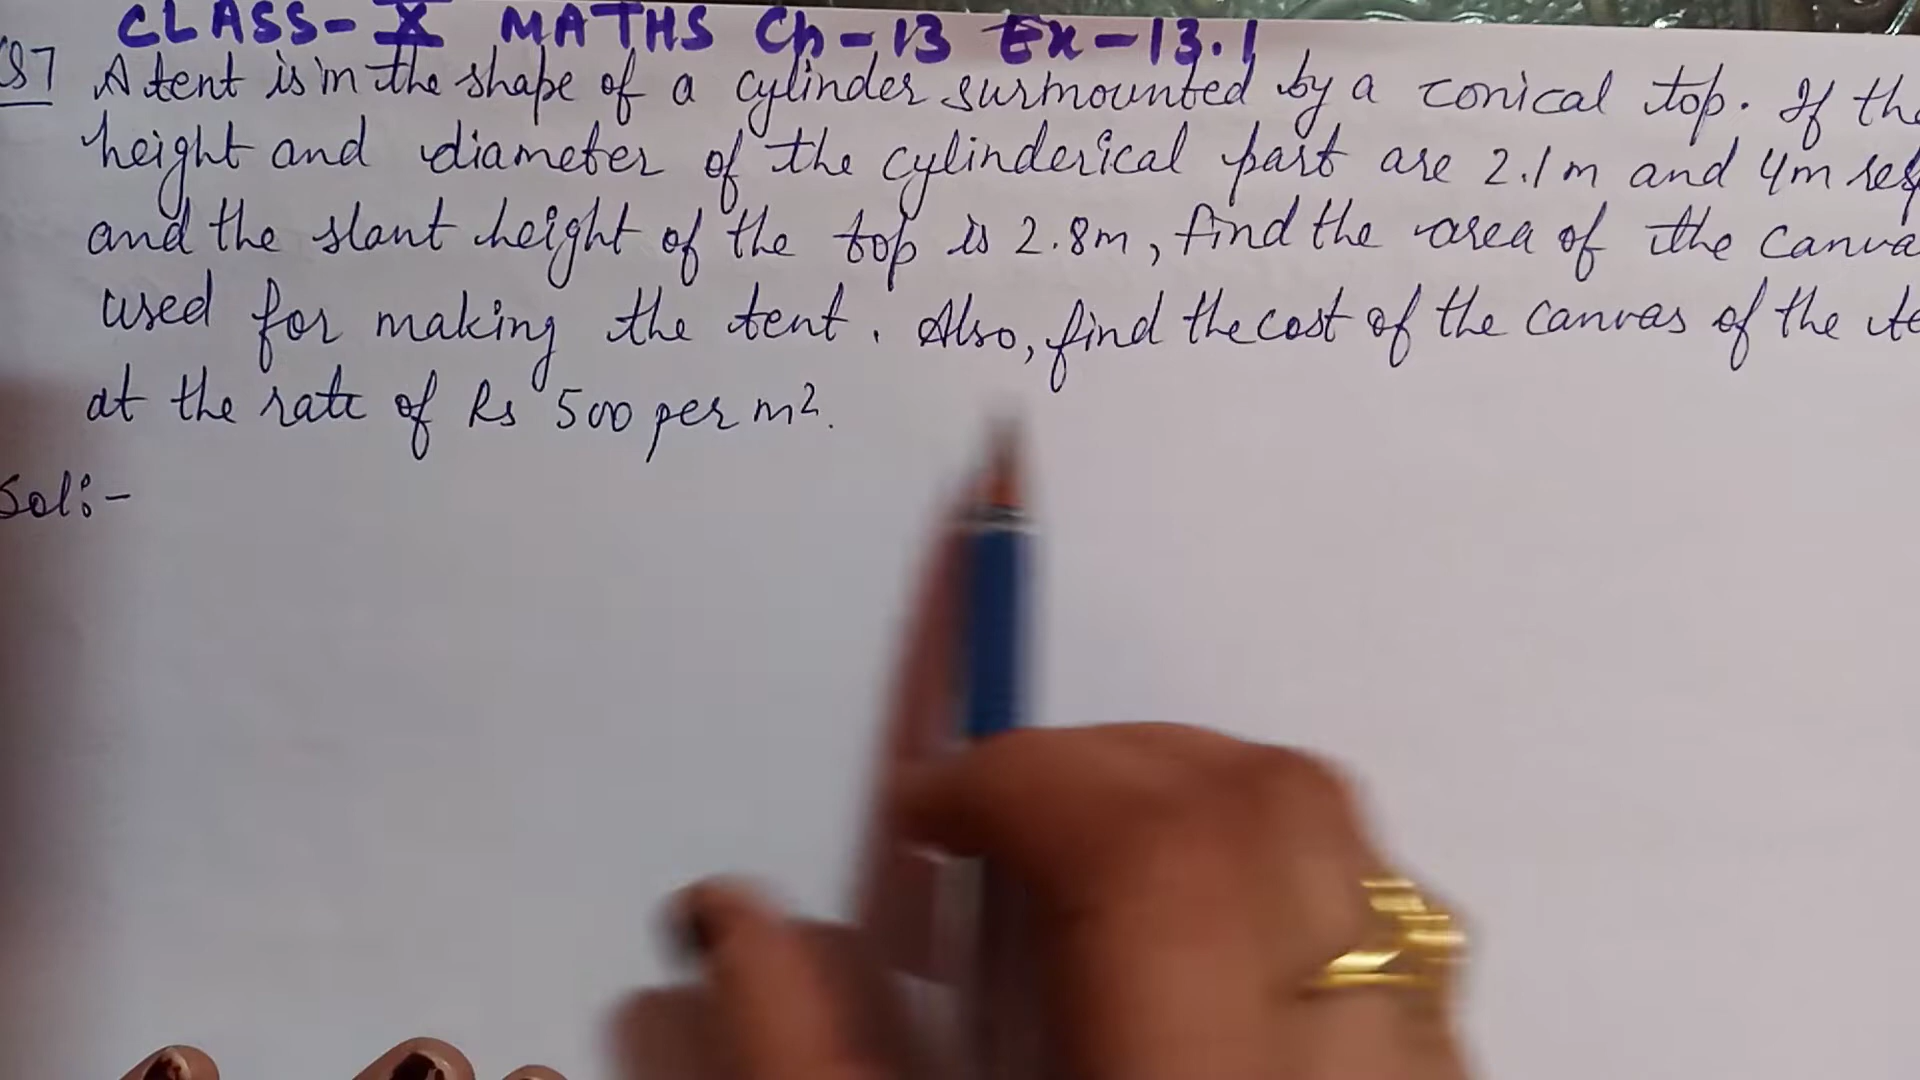 CLASS-X MATHS Ch-13 Ex-13.1
Q7 A tent is in the shape of a cylinder surmounted by a conical top. If the
height and diameter of the cylinderical part are 2.1m and 4m
and the slant height of the top is 2.8m, find the area of the canva
used for making the tent. Also, find the cost of the canvas of the te
at the rate of Rs 500 per m².
Sol:-